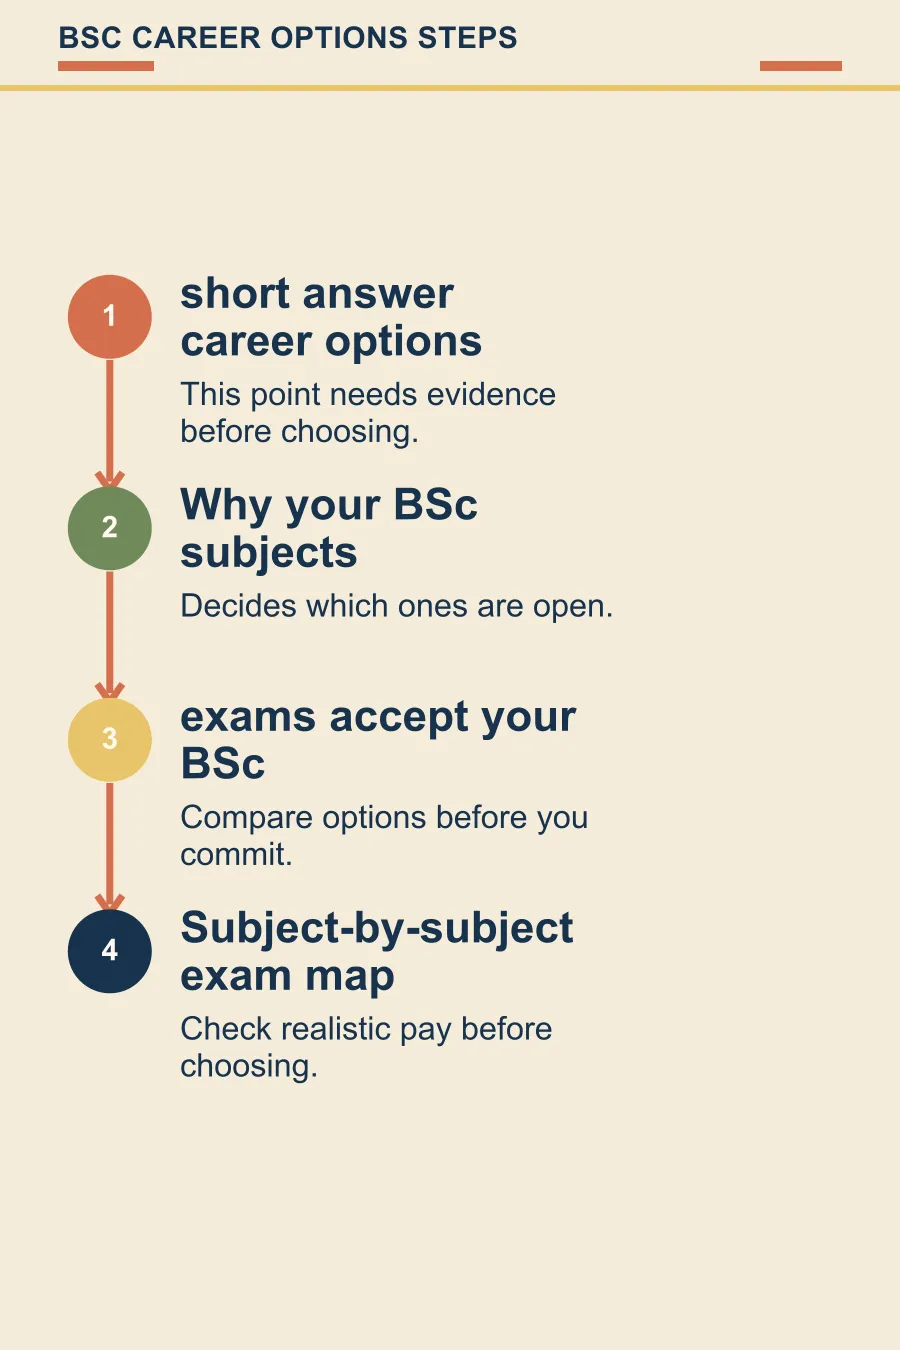 BSC CAREER OPTIONS STEPS
1
short answer
career options
This point needs evidence
before choosing.
2
Why your BSc
subjects
Decides which ones are open.
3
exams accept your
BSc
Compare options before you
commit.
4
Subject-by-subject
exam map
Check realistic pay before
choosing.